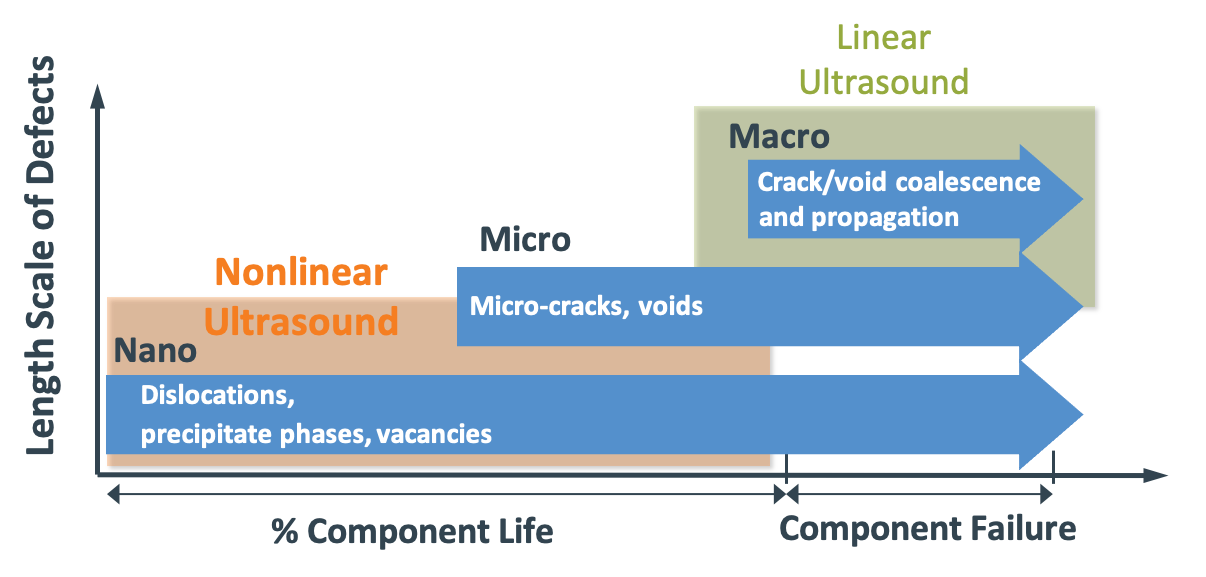 Linear
Ultrasound
Macro
Crack/void coalescence
and propagation
Micro
Micro-cracks, voids
Nonlinear
Ultrasound
Nano
Dislocations,
precipitate phases, vacancies
Length Scale of Defects
% Component Life
Component Failure